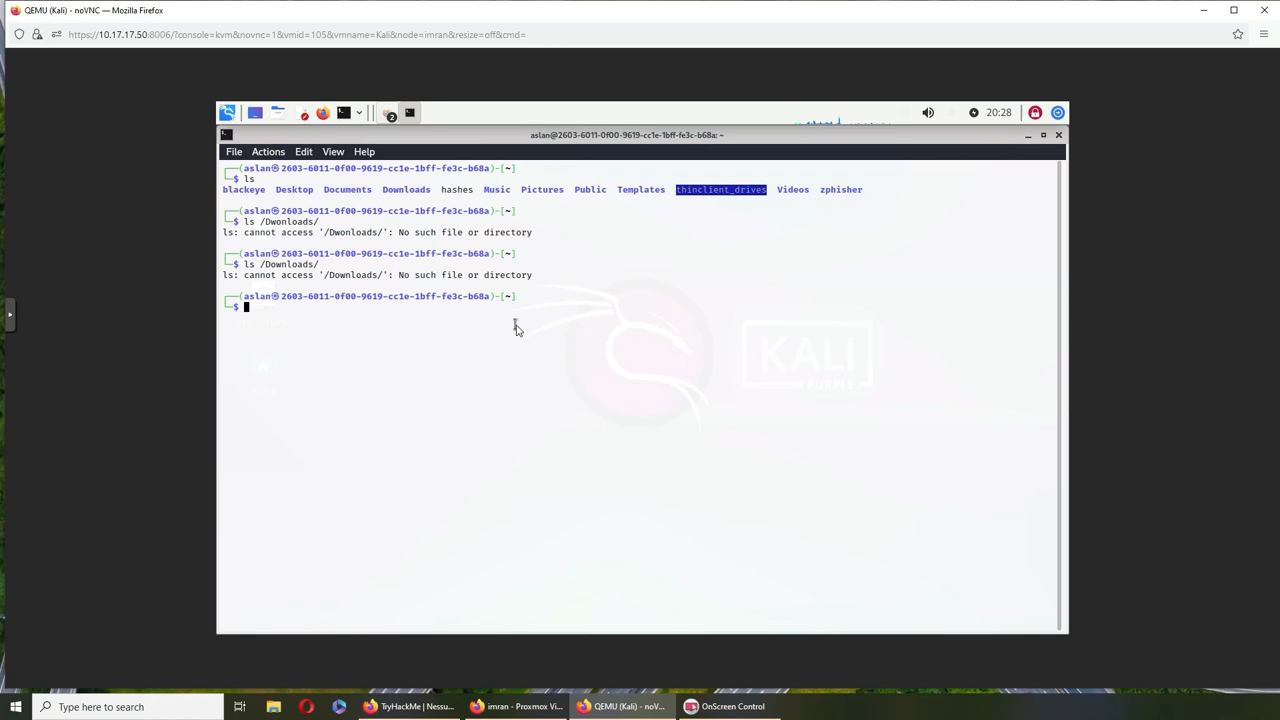 QEMU (Kali) - noVNC — Mozilla Firefox
https://10.17.17.50:8006/?console=kvm&novnc=1&vmid=105&vmname=Kali&node=imran&resize=off&cmd=
2 20:28
aslan@2603-6011-0f00-9619-cc1e-1bff-fe3c-b68a: ~
File Actions Edit View Help
┌──(aslan㉿2603-6011-0f00-9619-cc1e-1bff-fe3c-b68a)-[~]
└─$ ls
blackeye Desktop Documents Downloads hashes Music Pictures Public Templates thinclient_drives Videos zphisher
┌──(aslan㉿2603-6011-0f00-9619-cc1e-1bff-fe3c-b68a)-[~]
└─$ ls /Dwonloads/
ls: cannot access '/Dwonloads/': No such file or directory
┌──(aslan㉿2603-6011-0f00-9619-cc1e-1bff-fe3c-b68a)-[~]
└─$ ls /Downloads/
ls: cannot access '/Downloads/': No such file or directory
┌──(aslan㉿2603-6011-0f00-9619-cc1e-1bff-fe3c-b68a)-[~]
└─$
KALI
PURPLE
Type here to search
TryHackMe | Nessu...
imran - Proxmox Vi...
QEMU (Kali) - noV...
OnScreen Control